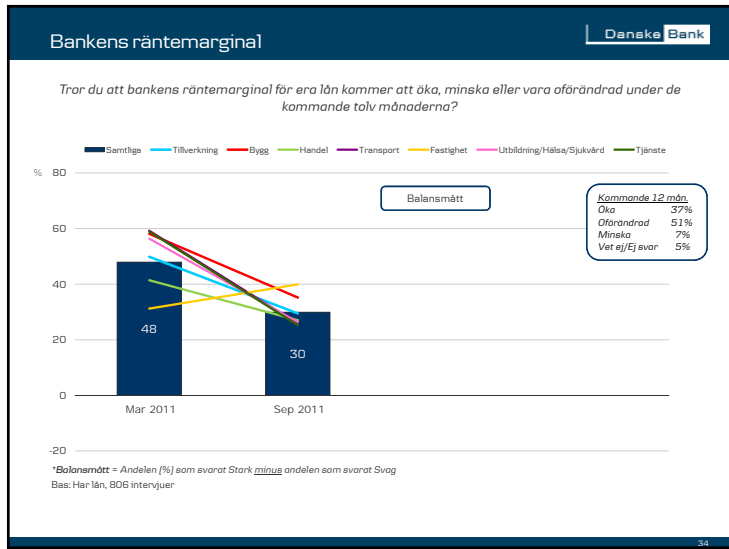 Bankens räntemarginal
Danske Bank
Tror du att bankens räntemarginal för era lån kommer att öka, minska eller vara oförändrad under de
kommande tolv månaderna?
Samtliga Tillverkning Bygg Handel Transport Fastighet Utbildning/Hälsa/Sjukvård Tjänste
% 80
Balansmått
Kommande 12 mån.
Öka 37%
Oförändrad 51%
Minska 7%
Vet ej/Ej svar 5%
60
40
48
20
30
0
Mar 2011 Sep 2011
-20
*Balansmått = Andelen (%) som svarat Stark minus andelen som svarat Svag
Bas: Har lån, 806 intervjuer
34